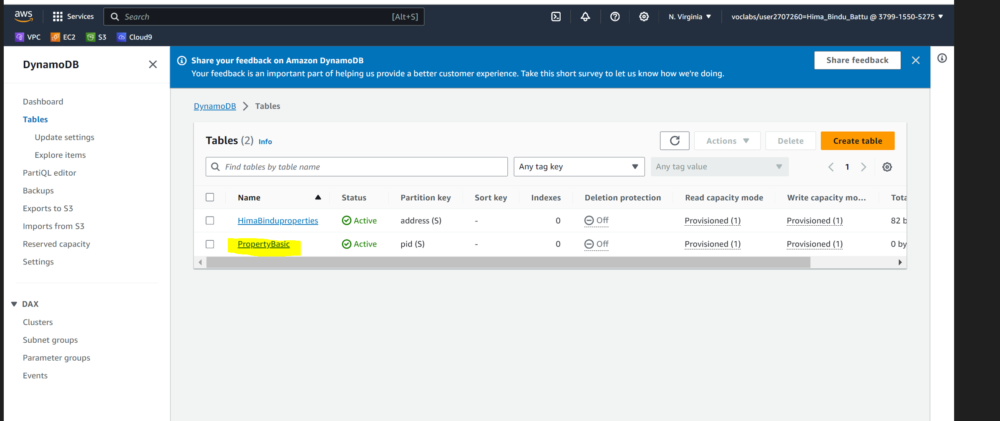 aws
Services
Search
[Alt+S]
N. Virginia
voclabs/user2707260=Hima_Bindu_Battu @ 3799-1550-5275
VPC
EC2
S3
Cloud9
DynamoDB
Dashboard
Tables
Update settings
Explore items
PartiQL editor
Backups
Exports to S3
Imports from S3
Reserved capacity
Settings
DAX
Clusters
Subnet groups
Parameter groups
Events
Share your feedback on Amazon DynamoDB
Your feedback is an important part of helping us provide a better customer experience. Take this short survey to let us know how we're doing.
Share feedback
DynamoDB > Tables
Tables (2) Info
Actions
Delete
Create table
Find tables by table name
Any tag key
Any tag value
1
Name Status Partition key Sort key Indexes Deletion protection Read capacity mode Write capacity mo... Tota
HimaBinduproperties Active address (S) - 0 Off Provisioned (1) Provisioned (1) 82 b
PropertyBasic Active pid (S) - 0 Off Provisioned (1) Provisioned (1) 0 by